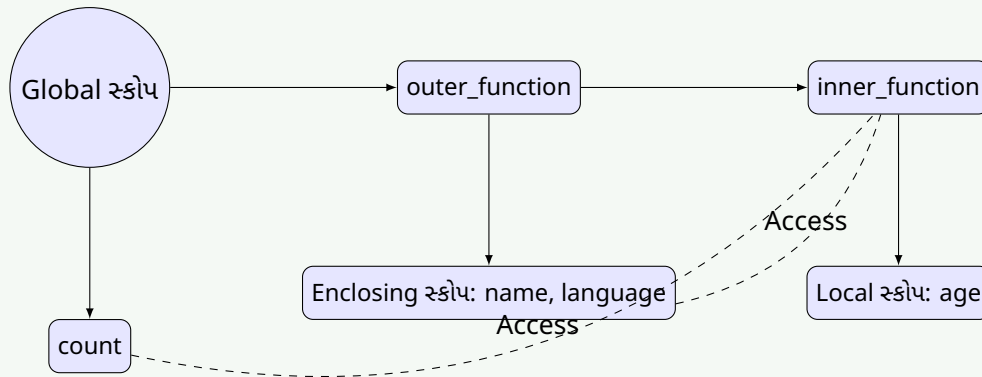 Global સ્કોપ
outer_function
inner_function
Access
Enclosing સ્કોપ: name, language
Local સ્કોપ: age
Access
count